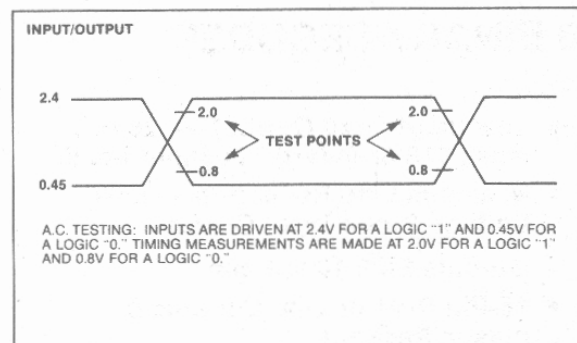 INPUT/OUTPUT
2.4
2.0
2.0
TEST POINTS
0.8
0.8
0.45
A.C. TESTING: INPUTS ARE DRIVEN AT 2.4V FOR A LOGIC "1" AND 0.45V FOR
A LOGIC "0." TIMING MEASUREMENTS ARE MADE AT 2.0V FOR A LOGIC "1"
AND 0.8V FOR A LOGIC "0."